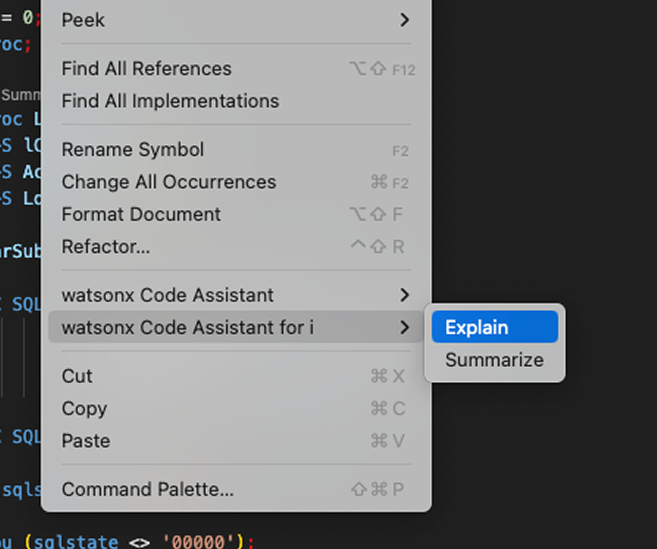 = 0;
Peek
oc;
Find All References ⌥⇧ F12
Summ
Find All Implementations
oc L
-S lC
Rename Symbol F2
-S Ac
Change All Occurrences ⌘ F2
-S Lo
Format Document ⌥⇧ F
Refactor... ^⇧ R
arSub
watsonx Code Assistant
C SQL
watsonx Code Assistant for i
Explain
Summarize
Cut ⌘ X
Copy ⌘ C
Paste ⌘ V
C SQL
Command Palette... ⇧⌘ P
sqls
ou (sqlstate <> '00000');